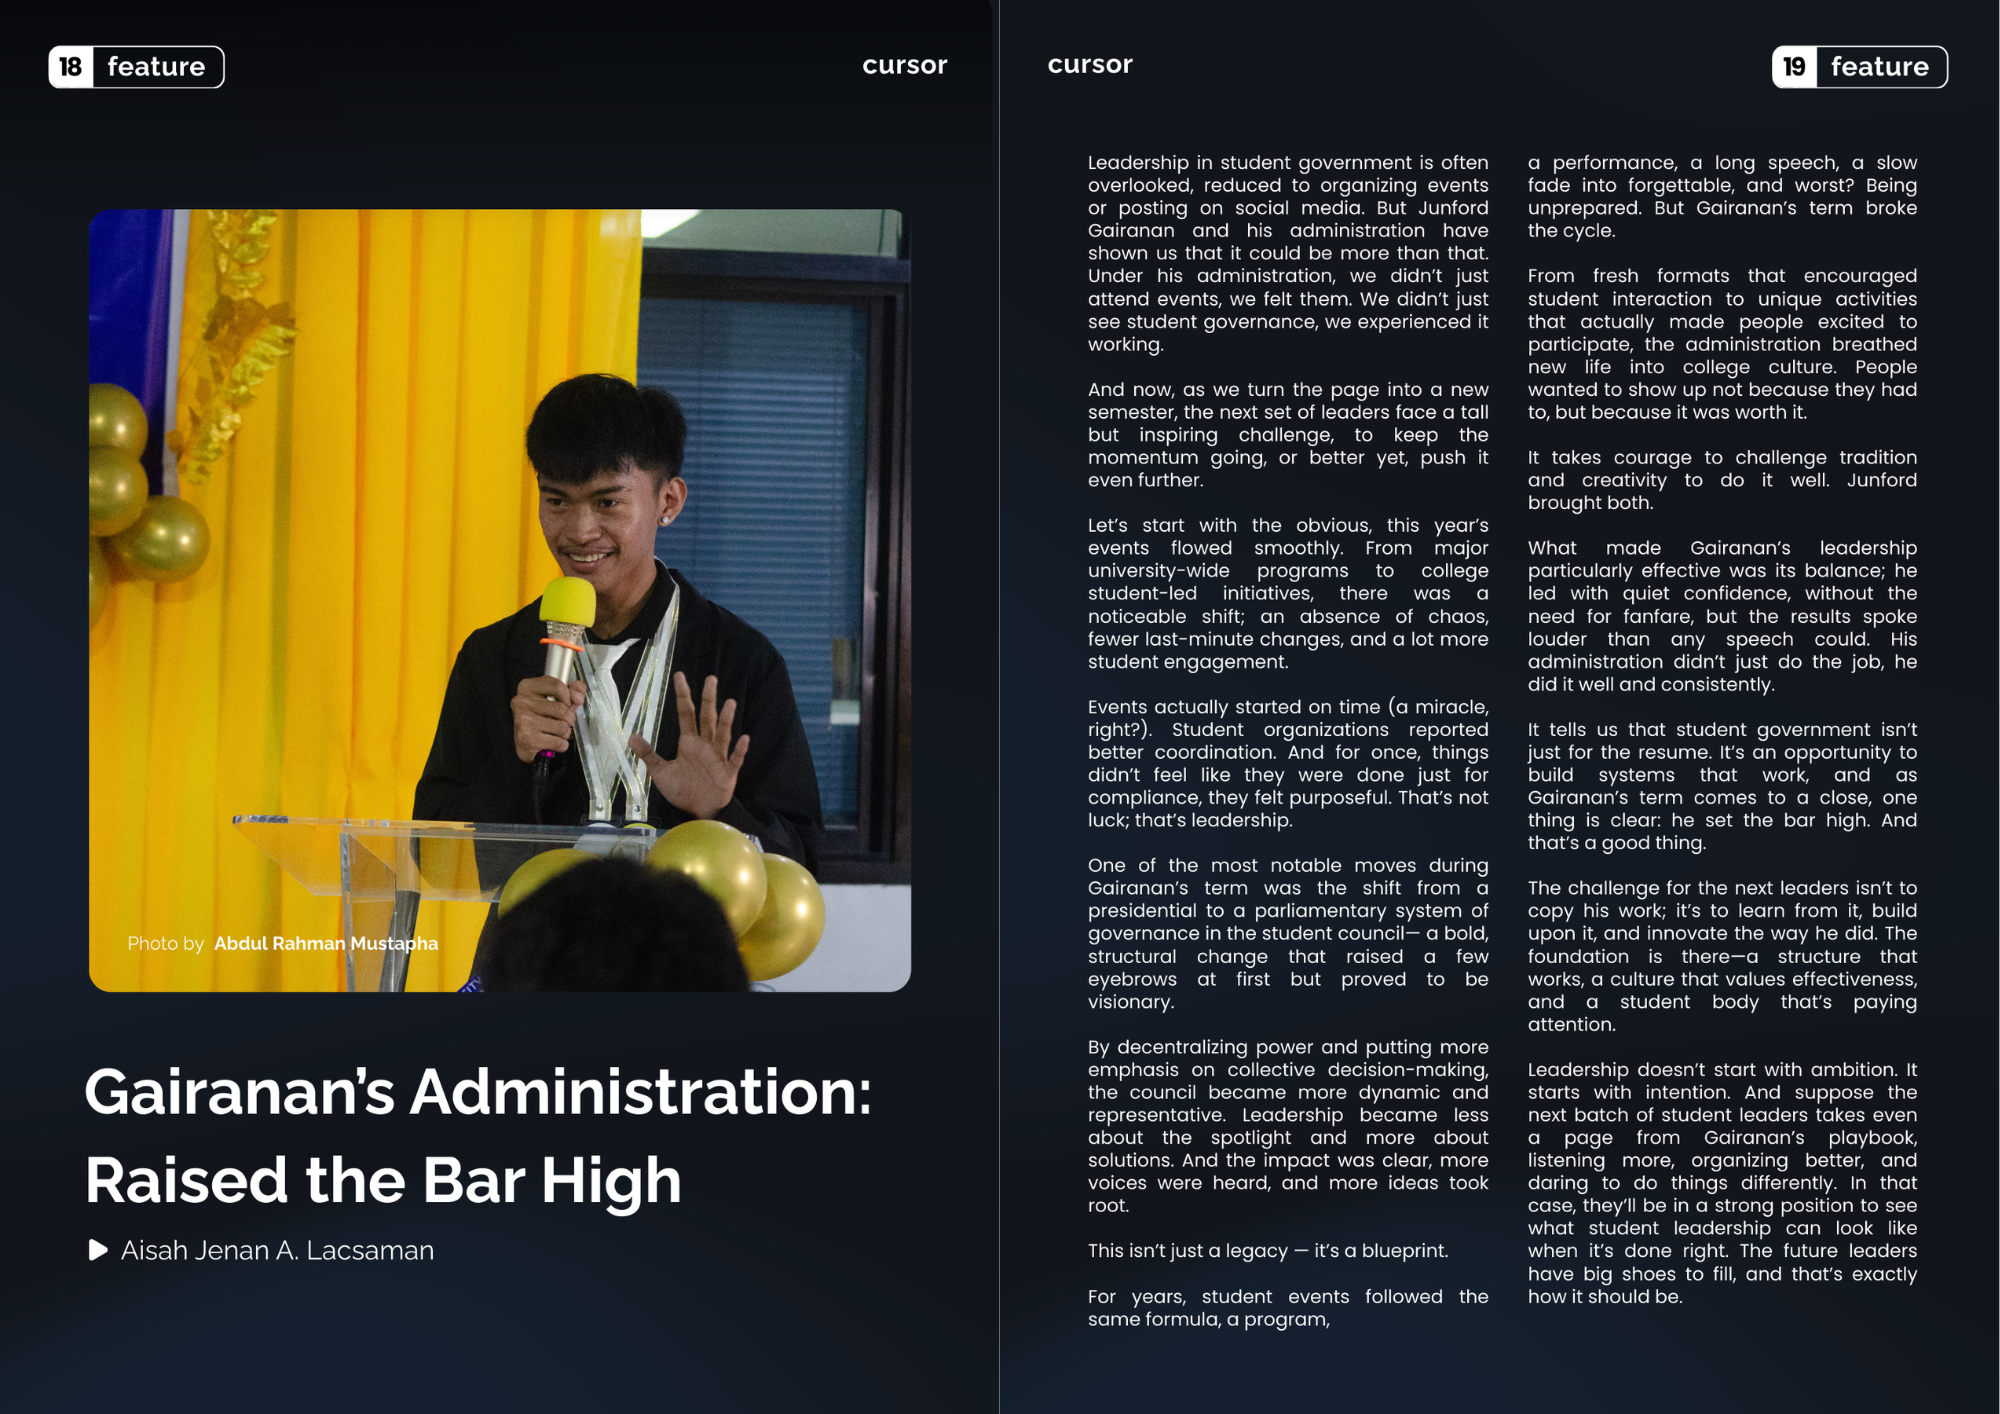 18 feature
cursor
Photo by Abdul Rahman Mustapha
Gairanan’s Administration:
Raised the Bar High
Aisah Jenan A. Lacsaman
cursor
19 feature
Leadership in student government is often
overlooked, reduced to organizing events
or posting on social media. But Junford
Gairanan and his administration have
shown us that it could be more than that.
Under his administration, we didn’t just
attend events, we felt them. We didn’t just
see student governance, we experienced it
working.
And now, as we turn the page into a new
semester, the next set of leaders face a tall
but inspiring challenge, to keep the
momentum going, or better yet, push it
even further.
Let’s start with the obvious, this year’s
events flowed smoothly. From major
university-wide programs to college
student-led initiatives, there was a
noticeable shift; an absence of chaos,
fewer last-minute changes, and a lot more
student engagement.
Events actually started on time (a miracle,
right?). Student organizations reported
better coordination. And for once, things
didn’t feel like they were done just for
compliance, they felt purposeful. That’s not
luck; that’s leadership.
One of the most notable moves during
Gairanan’s term was the shift from a
presidential to a parliamentary system of
governance in the student council— a bold,
structural change that raised a few
eyebrows at first but proved to be
visionary.
By decentralizing power and putting more
emphasis on collective decision-making,
the council became more dynamic and
representative. Leadership became less
about the spotlight and more about
solutions. And the impact was clear, more
voices were heard, and more ideas took
root.
This isn’t just a legacy — it’s a blueprint.
For years, student events followed the
same formula, a program,
a performance, a long speech, a slow
fade into forgettable, and worst? Being
unprepared. But Gairanan’s term broke
the cycle.
From fresh formats that encouraged
student interaction to unique activities
that actually made people excited to
participate, the administration breathed
new life into college culture. People
wanted to show up not because they had
to, but because it was worth it.
It takes courage to challenge tradition
and creativity to do it well. Junford
brought both.
What made Gairanan’s leadership
particularly effective was its balance; he
led with quiet confidence, without the
need for fanfare, but the results spoke
louder than any speech could. His
administration didn’t just do the job, he
did it well and consistently.
It tells us that student government isn’t
just for the resume. It’s an opportunity to
build systems that work, and as
Gairanan’s term comes to a close, one
thing is clear: he set the bar high. And
that’s a good thing.
The challenge for the next leaders isn’t to
copy his work; it’s to learn from it, build
upon it, and innovate the way he did. The
foundation is there—a structure that
works, a culture that values effectiveness,
and a student body that’s paying
attention.
Leadership doesn’t start with ambition. It
starts with intention. And suppose the
next batch of student leaders takes even
a page from Gairanan’s playbook,
listening more, organizing better, and
daring to do things differently. In that
case, they’ll be in a strong position to see
what student leadership can look like
when it’s done right. The future leaders
have big shoes to fill, and that’s exactly
how it should be.